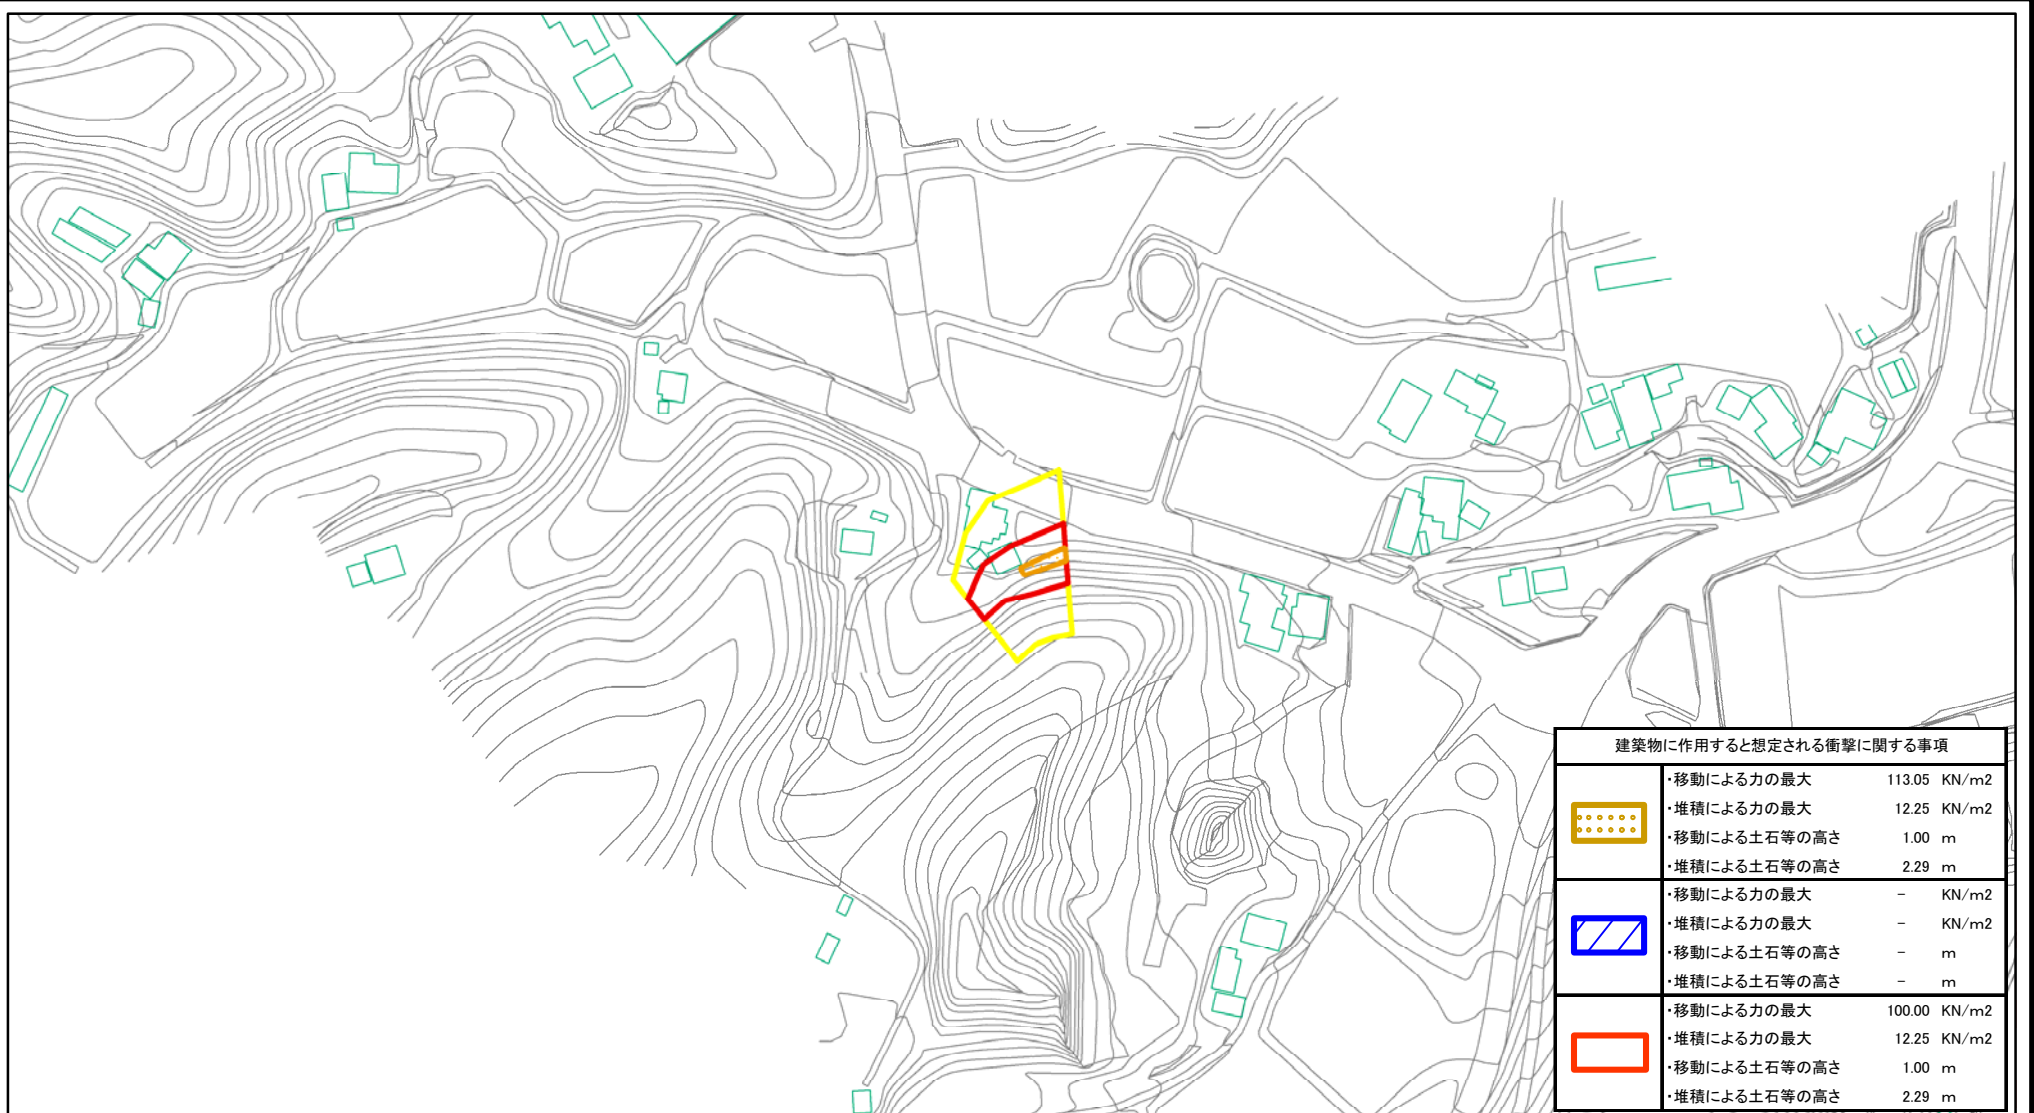 建築物に作用すると想定される衝撃に関する事項
・移動による力の最大 113.05 KN/m2
・堆積による力の最大 12.25 KN/m2
・移動による土石等の高さ 1.00 m
・堆積による土石等の高さ 2.29 m
・移動による力の最大 - KN/m2
・堆積による力の最大 - KN/m2
・移動による土石等の高さ - m
・堆積による土石等の高さ - m
・移動による力の最大 100.00 KN/m2
・堆積による力の最大 12.25 KN/m2
・移動による土石等の高さ 1.00 m
・堆積による土石等の高さ 2.29 m